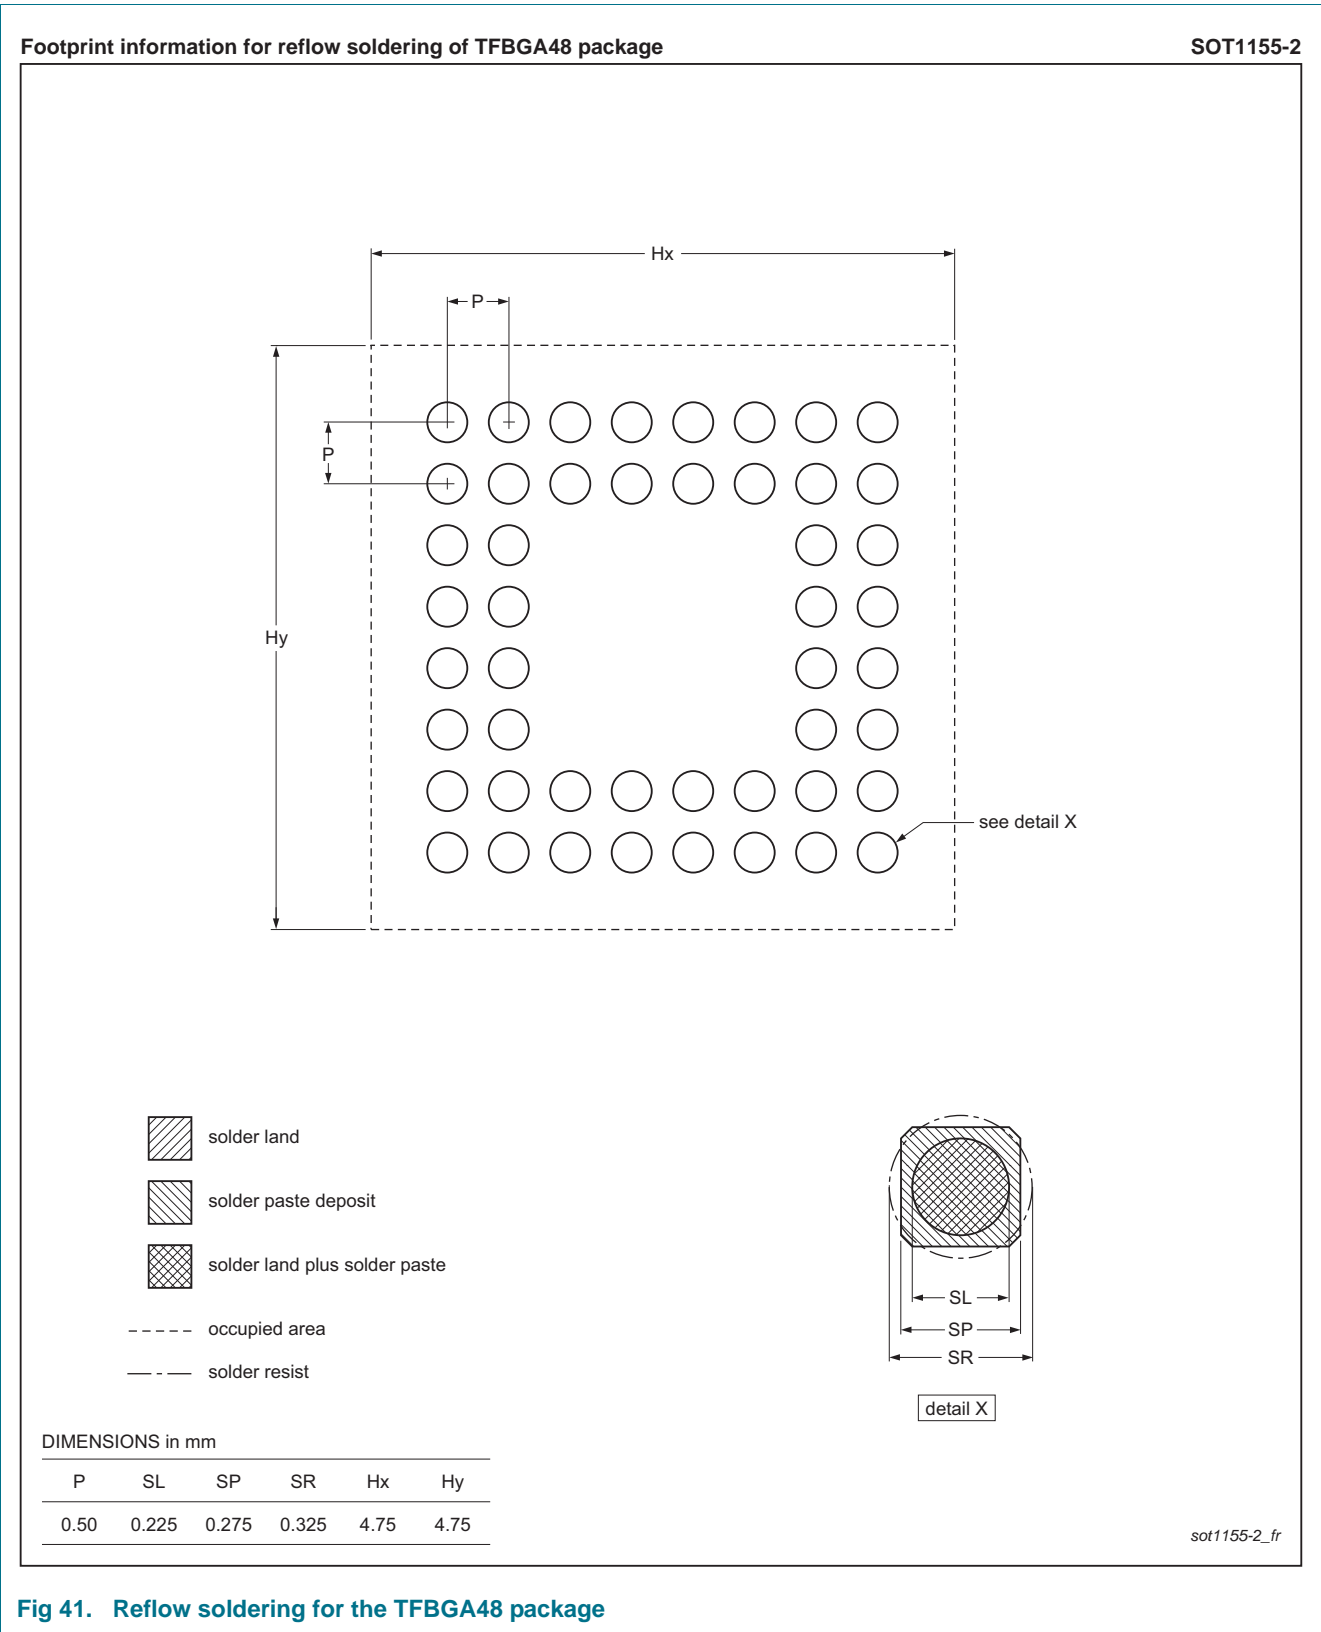 Footprint information for reflow soldering of TFBGA48 package SOT1155-2
Hx
P
P
Hy
see detail X
solder land
solder paste deposit
solder land plus solder paste
occupied area
solder resist
SL
SP
SR
detail X
DIMENSIONS in mm
P SL SP SR Hx Hy
0.50 0.225 0.275 0.325 4.75 4.75
sot1155-2_fr
Fig 41. Reflow soldering for the TFBGA48 package